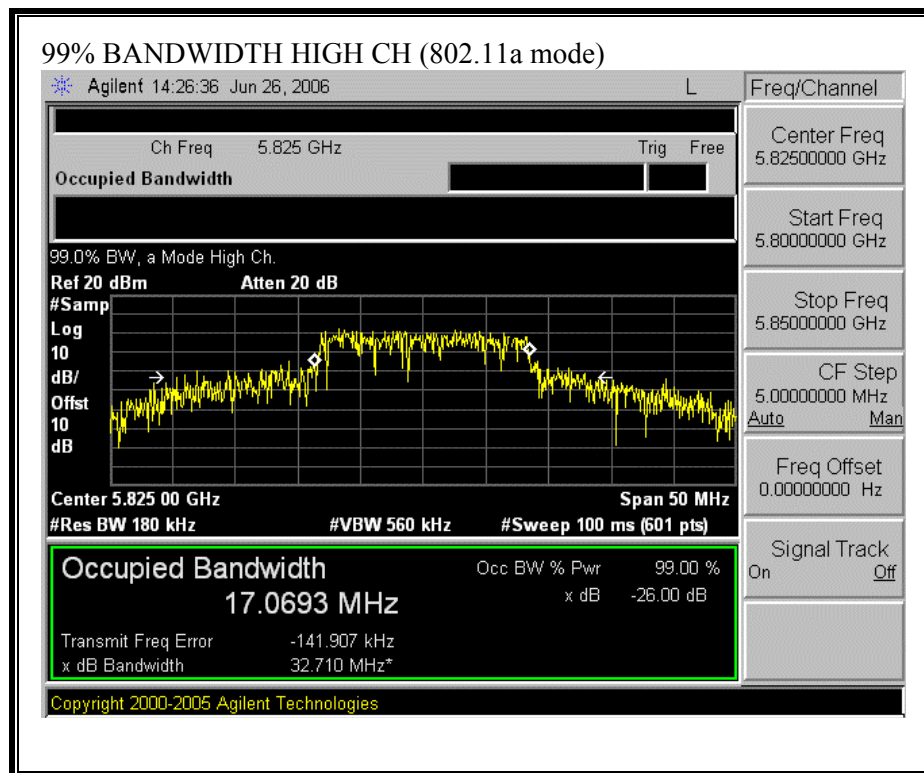 99% BANDWIDTH HIGH CH (802.11a mode)
Agilent 14:26:36 Jun 26, 2006 L
Freq/Channel
Ch Freq 5.825 GHz Trig Free
Occupied Bandwidth
Center Freq
5.82500000 GHz
Start Freq
5.80000000 GHz
99.0% BW, a Mode High Ch.
Ref 20 dBm Atten 20 dB
#Samp
Log
10
dB/
Offst
10
dB
Stop Freq
5.85000000 GHz
CF Step
5.00000000 MHz
Auto Man
Freq Offset
0.00000000 Hz
Center 5.825 00 GHz Span 50 MHz
#Res BW 180 kHz #VBW 560 kHz #Sweep 100 ms (601 pts)
Signal Track
On Off
Occupied Bandwidth
17.0693 MHz
Occ BW % Pwr 99.00 %
x dB -26.00 dB
Transmit Freq Error -141.907 kHz
x dB Bandwidth 32.710 MHz*
Copyright 2000-2005 Agilent Technologies